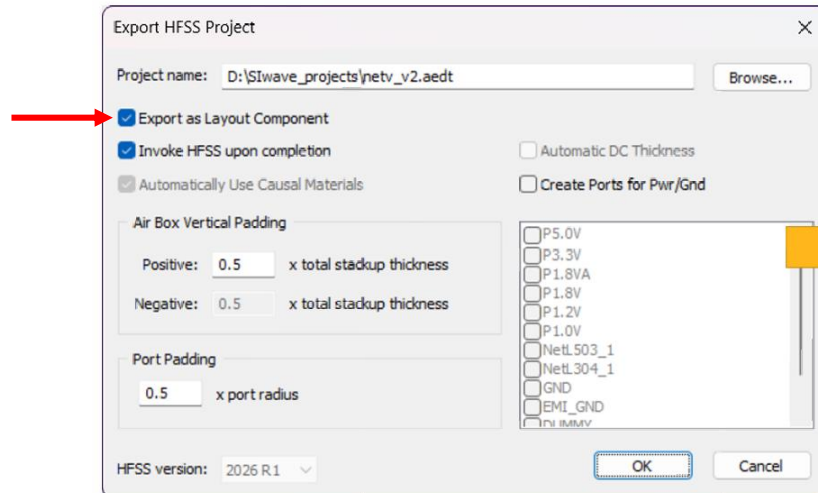 Export HFSS Project
Project name: D:\SIwave_projects\netv_v2.aedt Browse...
Export as Layout Component
Invoke HFSS upon completion Automatic DC Thickness
Automatically Use Causal Materials Create Ports for Pwr/Gnd
Air Box Vertical Padding
Positive: 0.5 x total stackup thickness
Negative: 0.5 x total stackup thickness
Port Padding
0.5 x port radius
P5.0V
P3.3V
P1.8VA
P1.8V
P1.2V
P1.0V
NetL503_1
NetL304_1
GND
EMI_GND
DUMMY
HFSS version: 2026 R1 OK Cancel